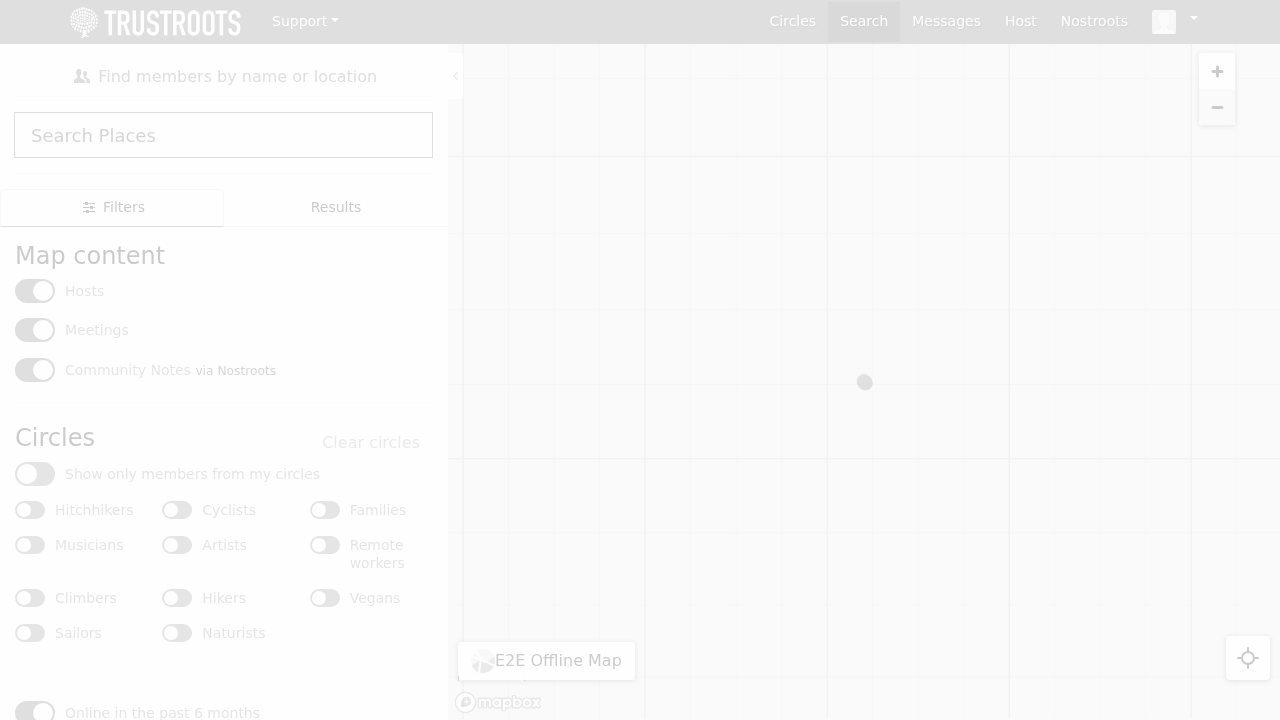 TRUSTROOTS
Support
Circles
Search
Messages
Host
Nostroots
Find members by name or location
Search Places
Filters
Results
Map content
Hosts
Meetings
Community Notes via Nostroots
Circles
Clear circles
Show only members from my circles
Hitchhikers
Cyclists
Families
Musicians
Artists
Remote
workers
Climbers
Hikers
Vegans
Sailors
Naturists
Online in the past 6 months
E2E Offline Map
mapbox